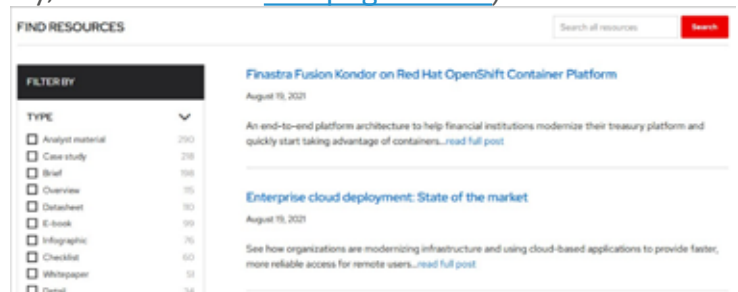 FIND RESOURCES
Search all resources
Search
FILTER BY
TYPE
Analyst material 290
Case study 218
Brief 198
Overview 115
Datasheet 110
E-book 99
Infographic 76
Checklist 60
Whitepaper 51
Detail
Finastra Fusion Kondor on Red Hat OpenShift Container Platform
August 19, 2021
An end-to-end platform architecture to help financial institutions modernize their treasury platform and
quickly start taking advantage of containers...read full post
Enterprise cloud deployment: State of the market
August 19, 2021
See how organizations are modernizing infrastructure and using cloud-based applications to provide faster,
more reliable access for remote users...read full post